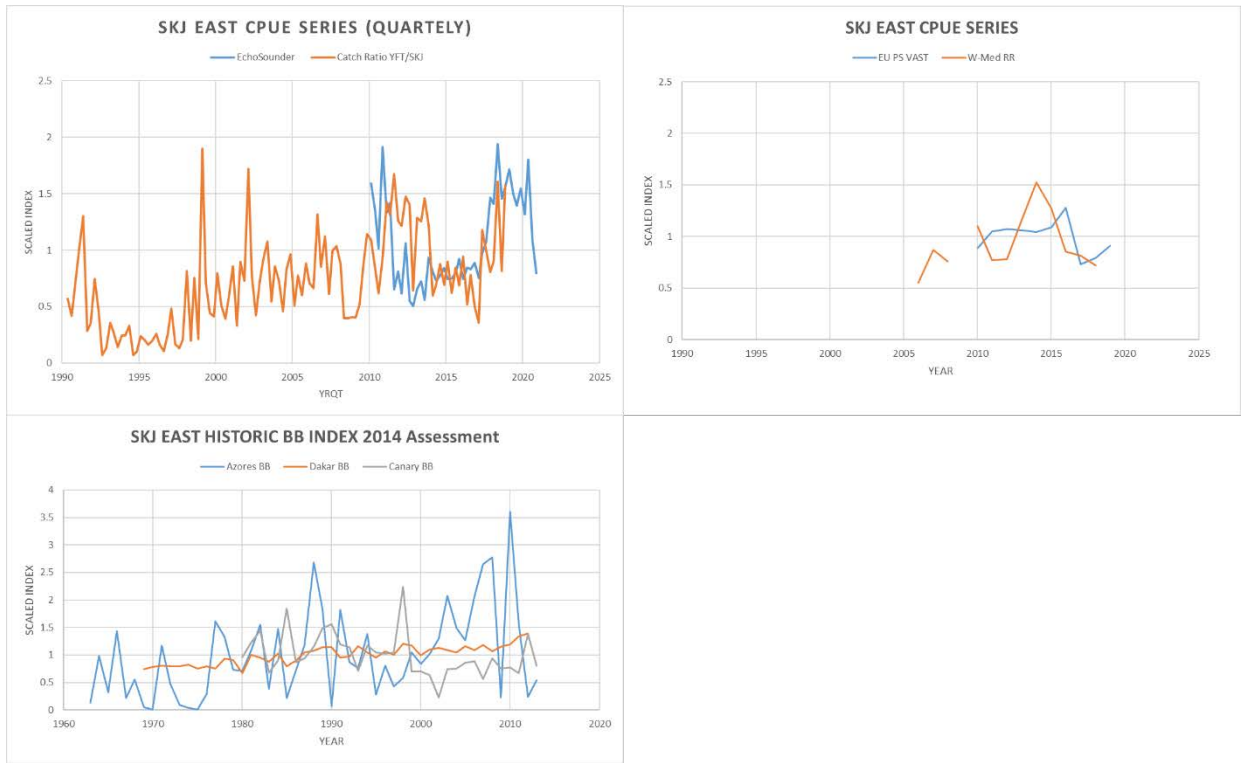 SKJ EAST CPUE SERIES (QUARTELY)
EchoSounder Catch Ratio YFT/SKJ
2.5
2
1.5
1
0.5
0
SCALED INDEX
1990 1995 2000 2005 2010 2015 2020 2025
YRQT
SKJ EAST CPUE SERIES
EU PS VAST W-Med RR
2.5
2
1.5
1
0.5
0
SCALED INDEX
1990 1995 2000 2005 2010 2015 2020 2025
YEAR
SKJ EAST HISTORIC BB INDEX 2014 Assessment
Azores BB Dakar BB Canary BB
4
3.5
3
2.5
2
1.5
1
0.5
0
SCALED INDEX
1960 1970 1980 1990 2000 2010 2020
YEAR